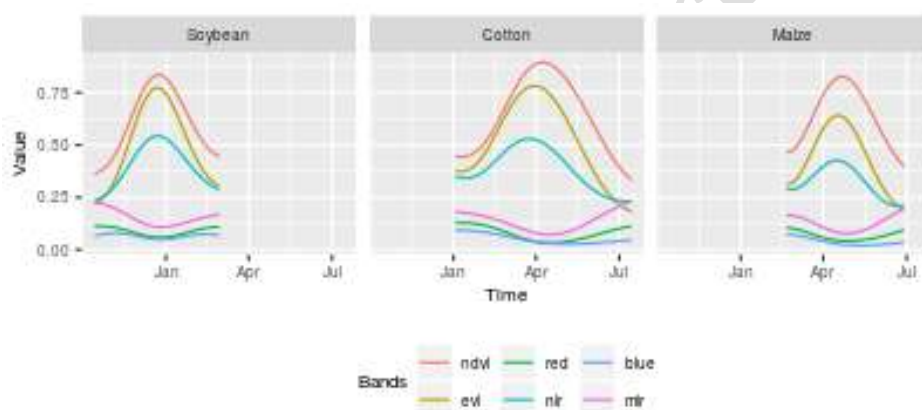 Soybean Cotton Maize
0.75
0.50
0.25
0.00
Value
Jan Apr Jul Jan Apr Jul Jan Apr Jul
Time
Bands
ndvi red blue
evi nir mir